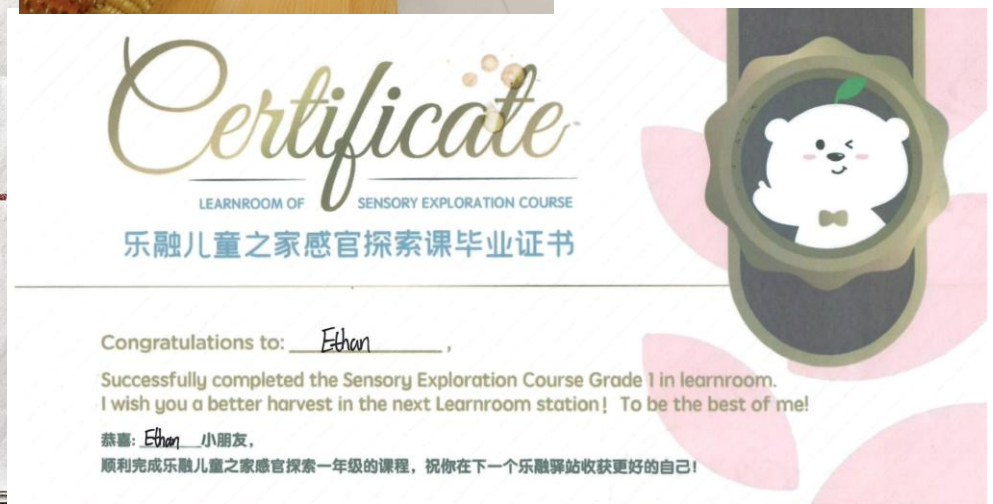 Certificate
LEARNROOM OF SENSORY EXPLORATION COURSE
乐融儿童之家感官探索课毕业证书
Congratulations to: Ethan ,
Successfully completed the Sensory Exploration Course Grade 1 in learnroom.
I wish you a better harvest in the next Learnroom station! To be the best of me!
恭喜: Ethan 小朋友，
顺利完成乐融儿童之家感官探索一年级的课程，祝你在下一个乐融驿站收获更好的自己!